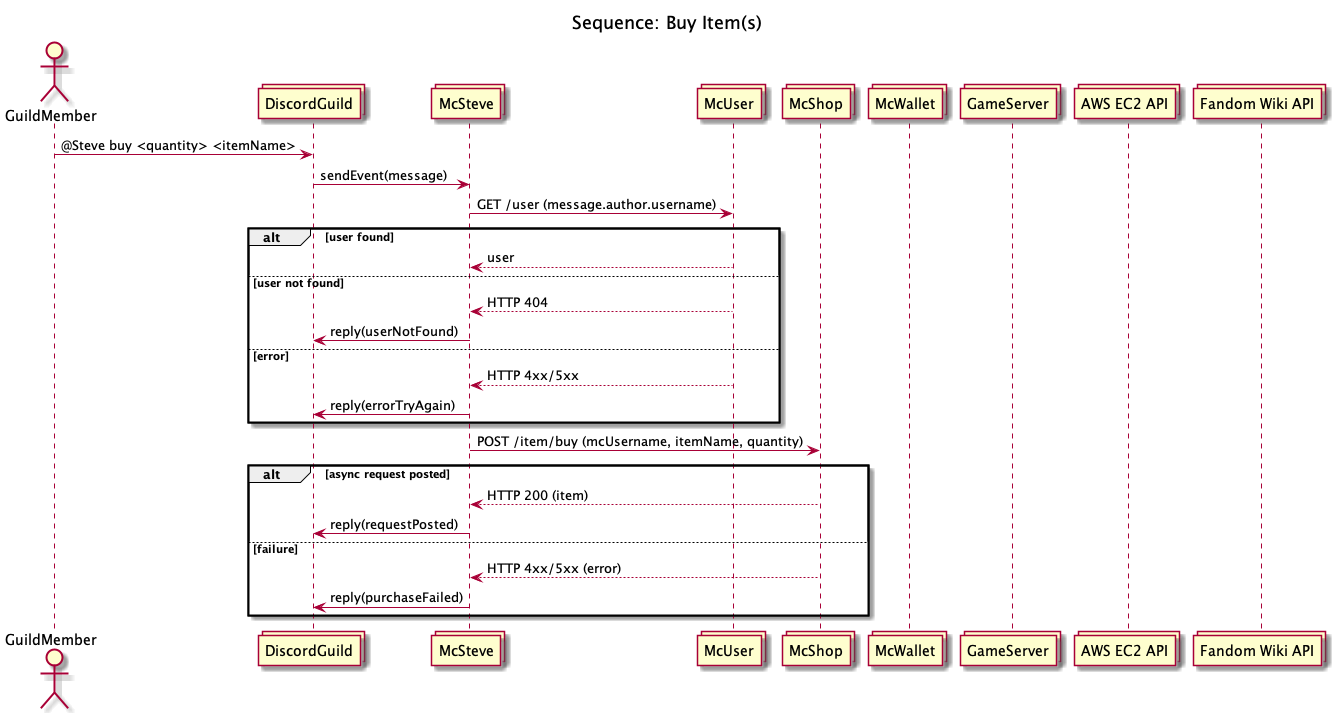 Sequence: Buy Item(s)
GuildMember
DiscordGuild
McSteve
McUser
McShop
McWallet
GameServer
AWS EC2 API
Fandom Wiki API
@Steve buy <quantity> <itemName>
sendEvent(message)
GET /user (message.author.username)
alt
[user found]
user
[user not found]
HTTP 404
reply(userNotFound)
[error]
HTTP 4xx/5xx
reply(errorTryAgain)
POST /item/buy (mcUsername, itemName, quantity)
alt
[async request posted]
HTTP 200 (item)
reply(requestPosted)
[failure]
HTTP 4xx/5xx (error)
reply(purchaseFailed)
GuildMember
DiscordGuild
McSteve
McUser
McShop
McWallet
GameServer
AWS EC2 API
Fandom Wiki API